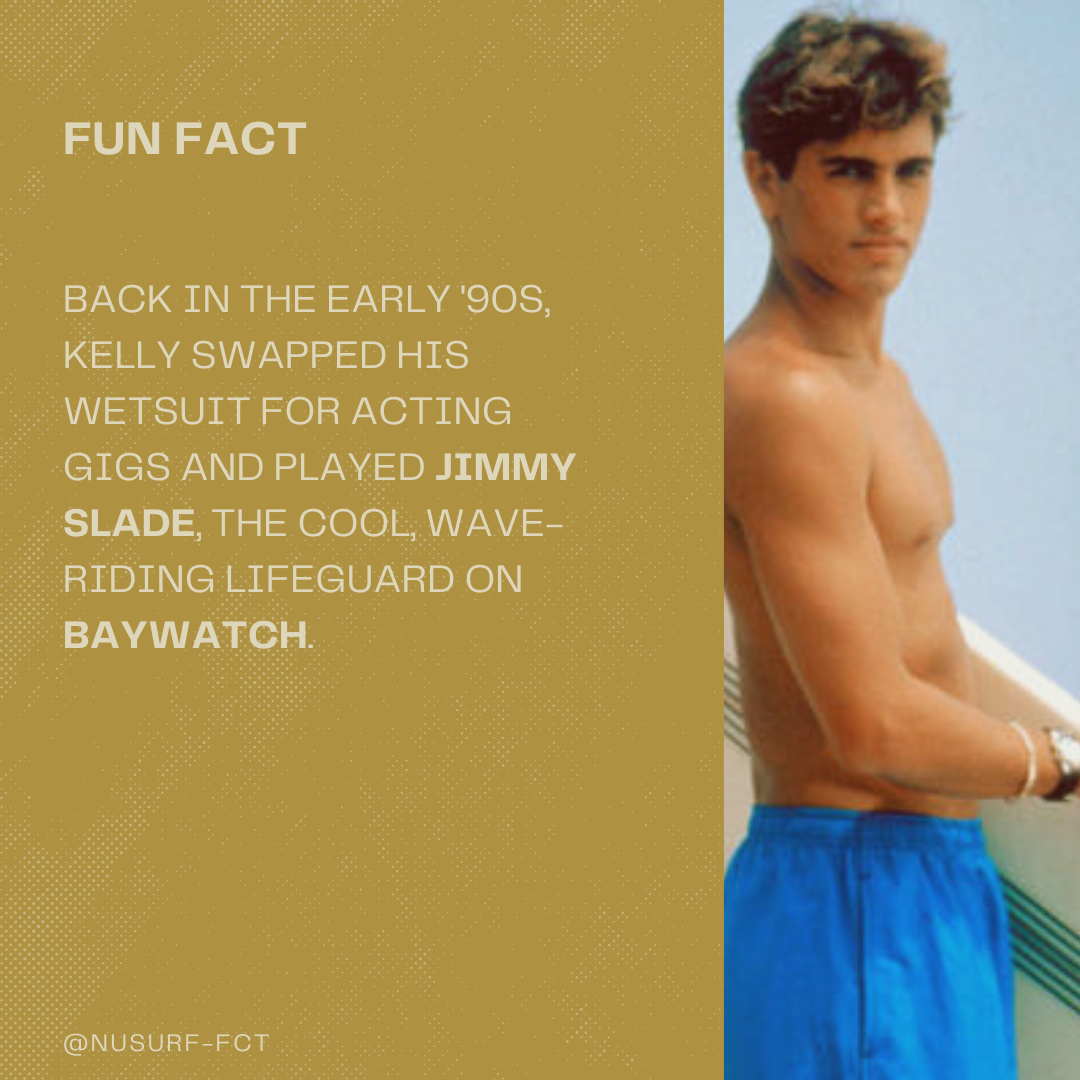 FUN FACT
BACK IN THE EARLY '90S,
KELLY SWAPPED HIS
WETSUIT FOR ACTING
GIGS AND PLAYED JIMMY
SLADE, THE COOL, WAVE-
RIDING LIFEGUARD ON
BAYWATCH.
@NUSURF-FCT